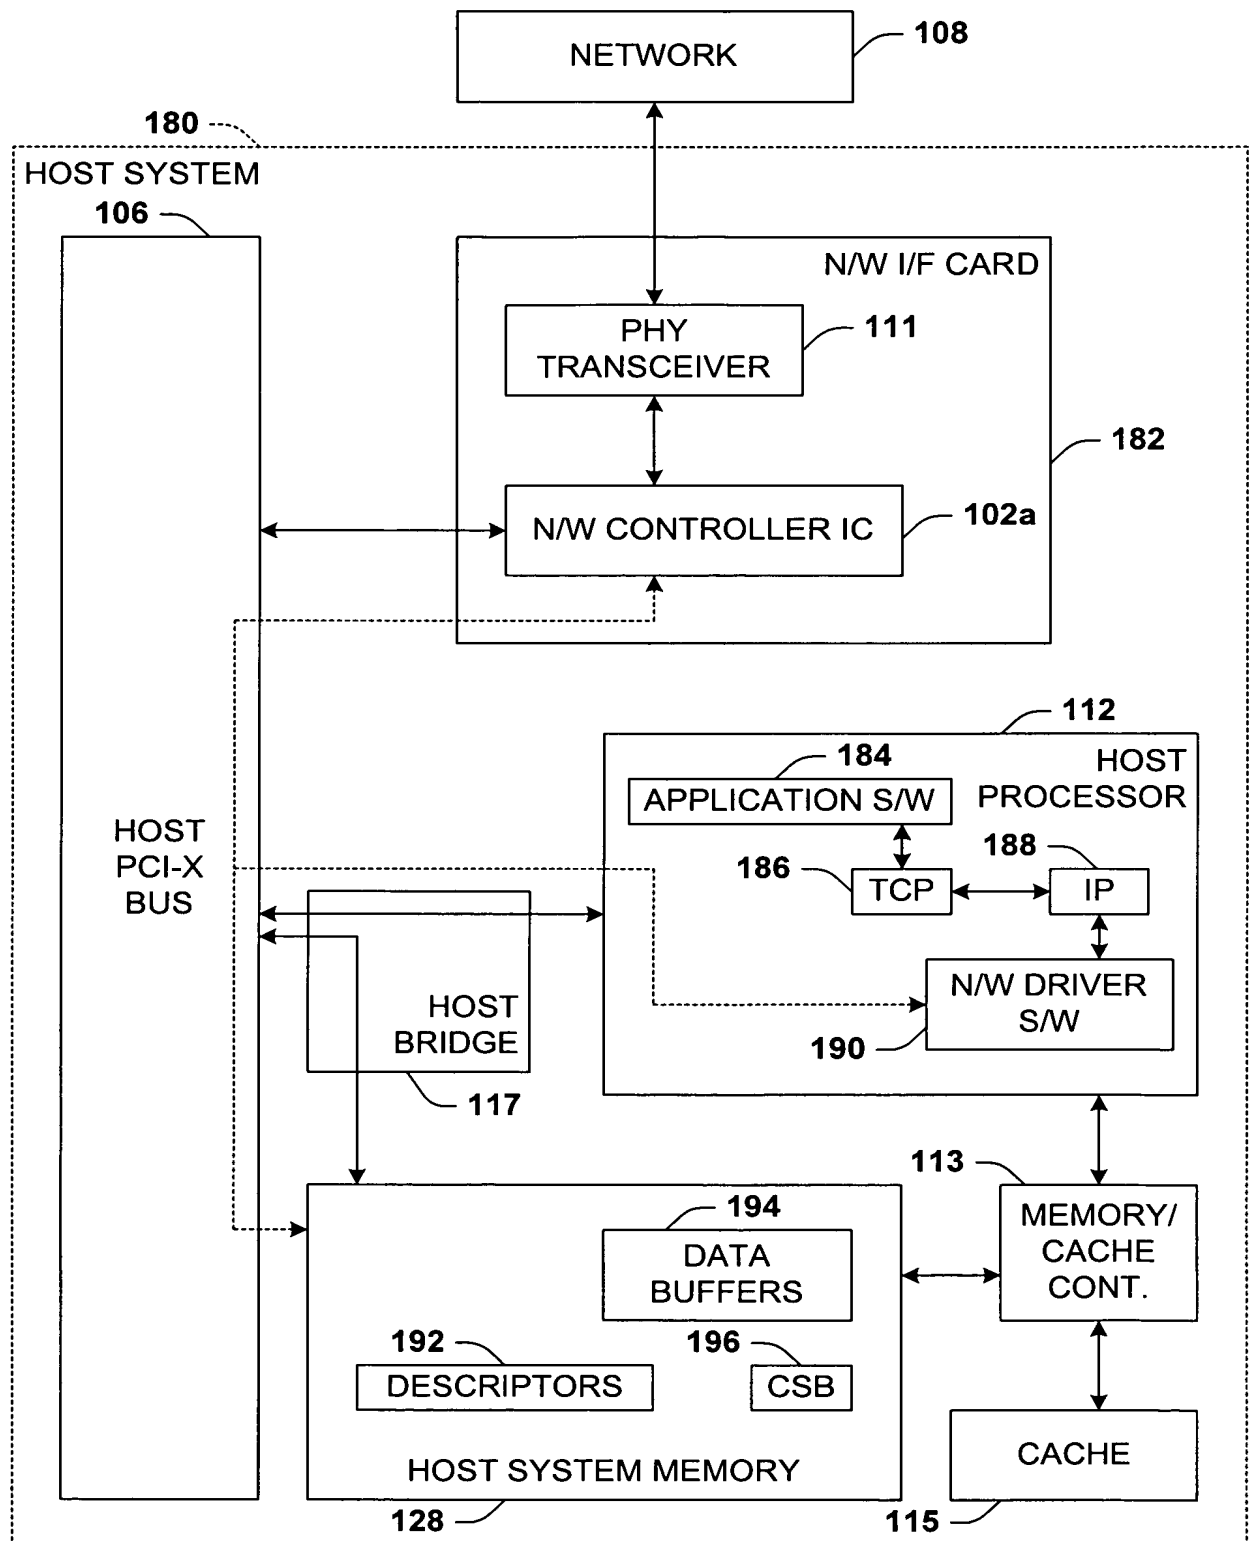 NETWORK
108
180
HOST SYSTEM
106
N/W I/F CARD
PHY
TRANSCEIVER
111
182
N/W CONTROLLER IC
102a
112
184
HOST
PROCESSOR
APPLICATION S/W
HOST
PCI-X
BUS
186
TCP
188
IP
N/W DRIVER
S/W
190
HOST
BRIDGE
117
113
MEMORY/
CACHE
CONT.
194
DATA
BUFFERS
192
DESCRIPTORS
196
CSB
CACHE
HOST SYSTEM MEMORY
128
115